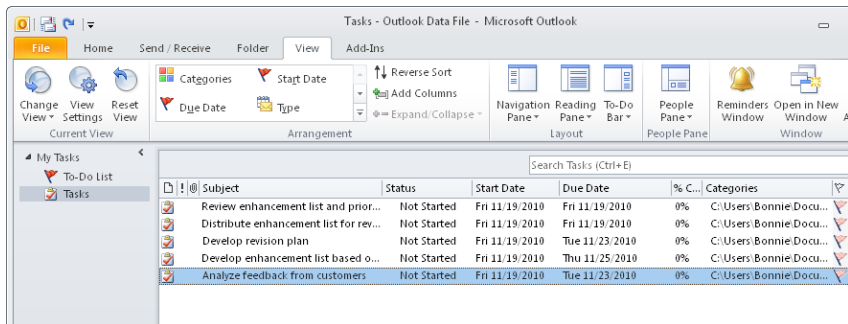 Tasks - Outlook Data File - Microsoft Outlook
File Home Send / Receive Folder View Add-Ins
Change View View Settings Reset View
Current View
Categories Start Date
Due Date Type
Arrangement
Reverse Sort
Add Columns
Expand/Collapse
Navigation Pane Reading Pane To-Do Bar
Layout
People Pane
People Pane
Reminders Window Open in New Window
Window
My Tasks
To-Do List
Tasks
Search Tasks (Ctrl+E)
! Subject Status Start Date Due Date % C... Categories
Review enhancement list and prior... Not Started Fri 11/19/2010 Fri 11/19/2010 0% C:\Users\Bonnie\Docu...
Distribute enhancement list for rev... Not Started Fri 11/19/2010 Fri 11/19/2010 0% C:\Users\Bonnie\Docu...
Develop revision plan Not Started Fri 11/19/2010 Tue 11/23/2010 0% C:\Users\Bonnie\Docu...
Develop enhancement list based o... Not Started Fri 11/19/2010 Thu 11/25/2010 0% C:\Users\Bonnie\Docu...
Analyze feedback from customers Not Started Fri 11/19/2010 Tue 11/23/2010 0% C:\Users\Bonnie\Docu...